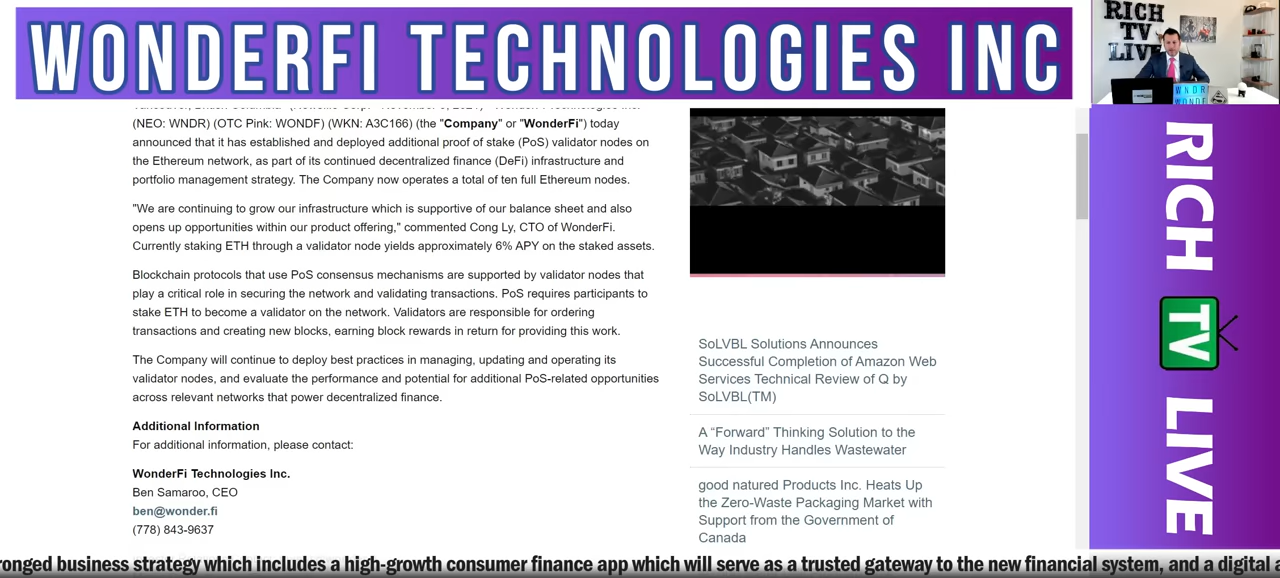 WONDERFI TECHNOLOGIES INC
RICH
TV
LIVE
WNDR
(NEO: WNDR) (OTC Pink: WONDF) (WKN: A3C166) (the "Company" or "WonderFi") today
announced that it has established and deployed additional proof of stake (PoS) validator nodes on
the Ethereum network, as part of its continued decentralized finance (DeFi) infrastructure and
portfolio management strategy. The Company now operates a total of ten full Ethereum nodes.
"We are continuing to grow our infrastructure which is supportive of our balance sheet and also
opens up opportunities within our product offering," commented Cong Ly, CTO of WonderFi.
Currently staking ETH through a validator node yields approximately 6% APY on the staked assets.
Blockchain protocols that use PoS consensus mechanisms are supported by validator nodes that
play a critical role in securing the network and validating transactions. PoS requires participants to
stake ETH to become a validator on the network. Validators are responsible for ordering
transactions and creating new blocks, earning block rewards in return for providing this work.
The Company will continue to deploy best practices in managing, updating and operating its
validator nodes, and evaluate the performance and potential for additional PoS-related opportunities
across relevant networks that power decentralized finance.
Additional Information
For additional information, please contact:
WonderFi Technologies Inc.
Ben Samaroo, CEO
ben@wonder.fi
(778) 843-9637
SoLVBL Solutions Announces
Successful Completion of Amazon Web
Services Technical Review of Q by
SoLVBL(TM)
A “Forward” Thinking Solution to the
Way Industry Handles Wastewater
good natured Products Inc. Heats Up
the Zero-Waste Packaging Market with
Support from the Government of
Canada
RICH TV LIVE
ronged business strategy which includes a high-growth consumer finance app which will serve as a trusted gateway to the new financial system, and a digital a